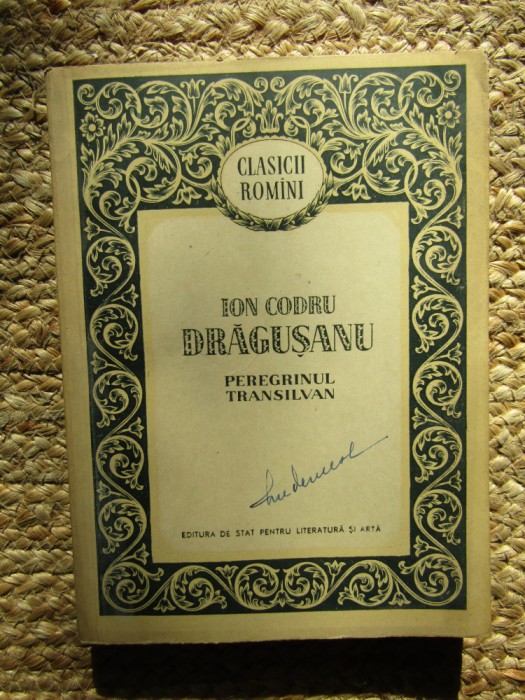 CLASICII
ROMÎNI
ION CODRU
DRĂGUȘANU
PEREGRINUL
TRANSILVAN
EDITURA DE STAT PENTRU LITERATURĂ ȘI ARTĂ